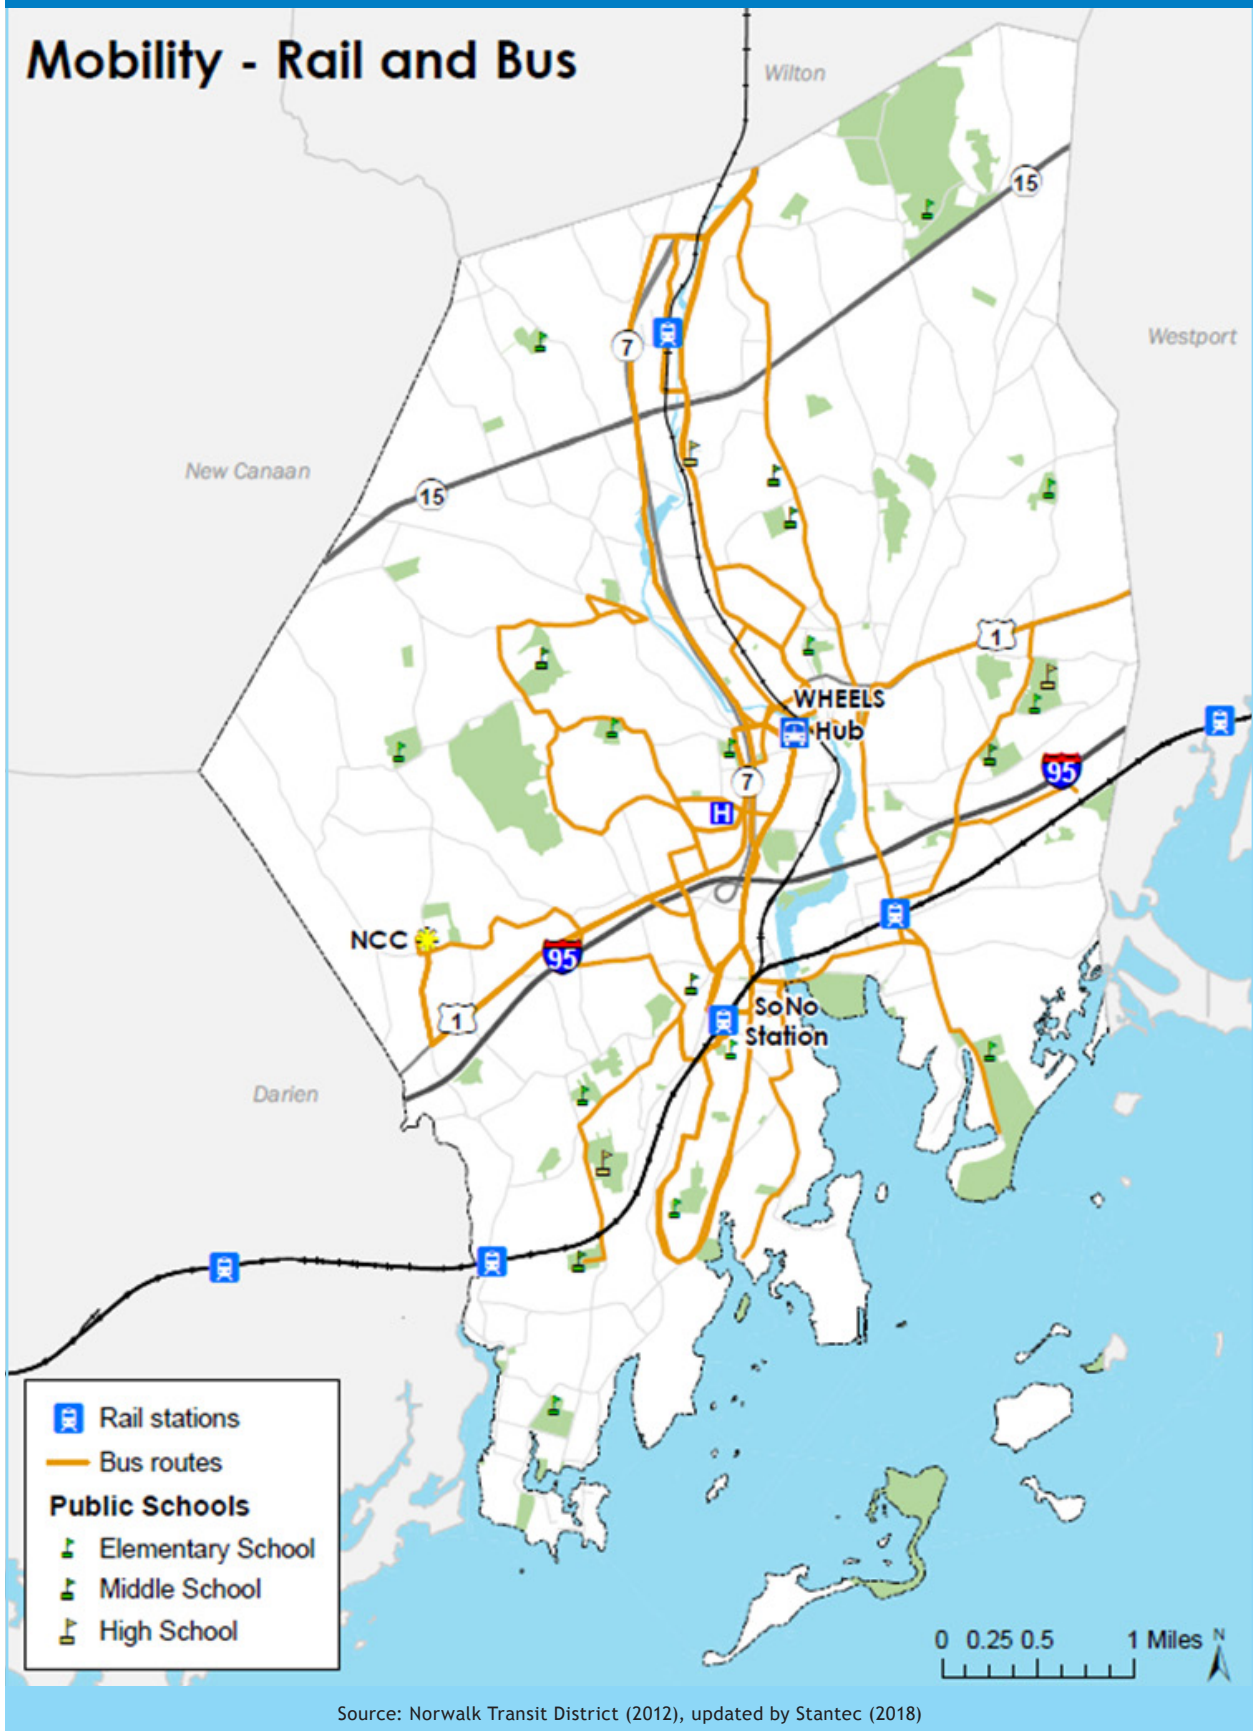 Mobility - Rail and Bus
Wilton
15
7
Westport
New Canaan
15
1
WHEELS
Hub
95
7
H
NCC
95
1
SoNo
Station
Darien
Rail stations
Bus routes
Public Schools
Elementary School
Middle School
High School
0 0.25 0.5 1 Miles
N
Source: Norwalk Transit District (2012), updated by Stantec (2018)